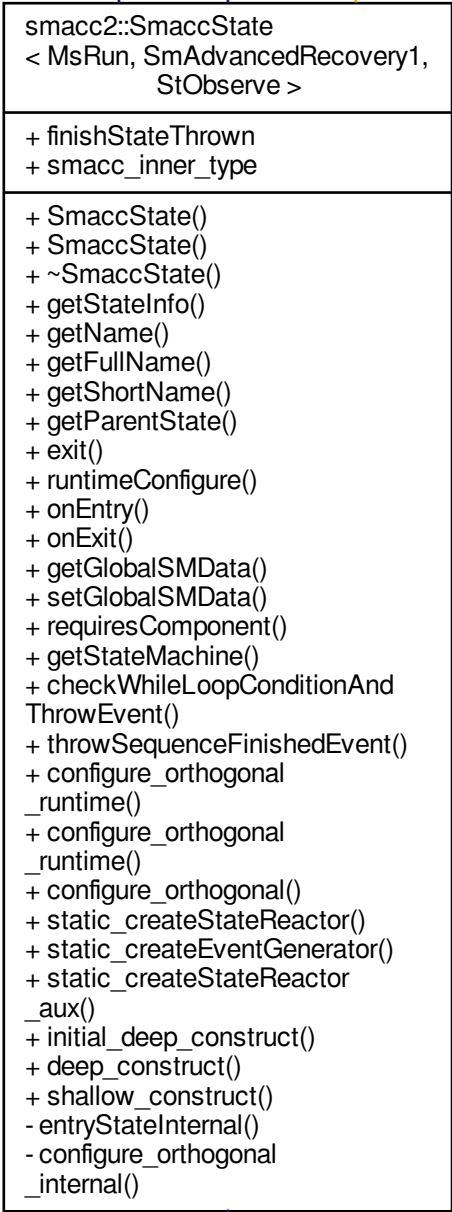 smacc2::SmaccState
< MsRun, SmAdvancedRecovery1,
StObserve >
+ finishStateThrown
+ smacc_inner_type
+ SmaccState()
+ SmaccState()
+ ~SmaccState()
+ getStateInfo()
+ getName()
+ getFullName()
+ getShortName()
+ getParentState()
+ exit()
+ runtimeConfigure()
+ onEntry()
+ onExit()
+ getGlobalSMData()
+ setGlobalSMData()
+ requiresComponent()
+ getStateMachine()
+ checkWhileLoopConditionAnd
ThrowEvent()
+ throwSequenceFinishedEvent()
+ configure_orthogonal
_runtime()
+ configure_orthogonal
_runtime()
+ configure_orthogonal()
+ static_createStateReactor()
+ static_createEventGenerator()
+ static_createStateReactor
_aux()
+ initial_deep_construct()
+ deep_construct()
+ shallow_construct()
- entryStateInternal()
- configure_orthogonal
_internal()